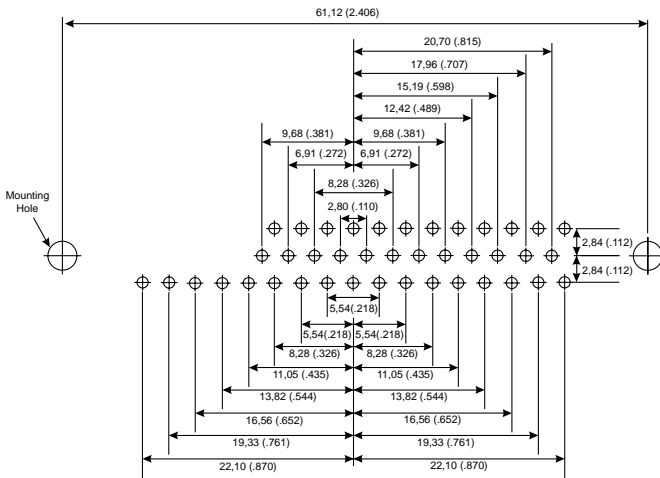 61,12 (2.406)
20,70 (.815)
17,96 (.707)
15,19 (.598)
12,42 (.489)
9,68 (.381) 9,68 (.381)
6,91 (.272) 6,91 (.272)
8,28 (.326)
2,80 (.110)
Mounting
Hole
2,84 (.112)
2,84 (.112)
5,54(.218)
5,54(.218) 5,54(.218)
8,28 (.326) 8,28 (.326)
11,05 (.435) 11,05 (.435)
13,82 (.544) 13,82 (.544)
16,56 (.652) 16,56 (.652)
19,33 (.761) 19,33 (.761)
22,10 (.870) 22,10 (.870)